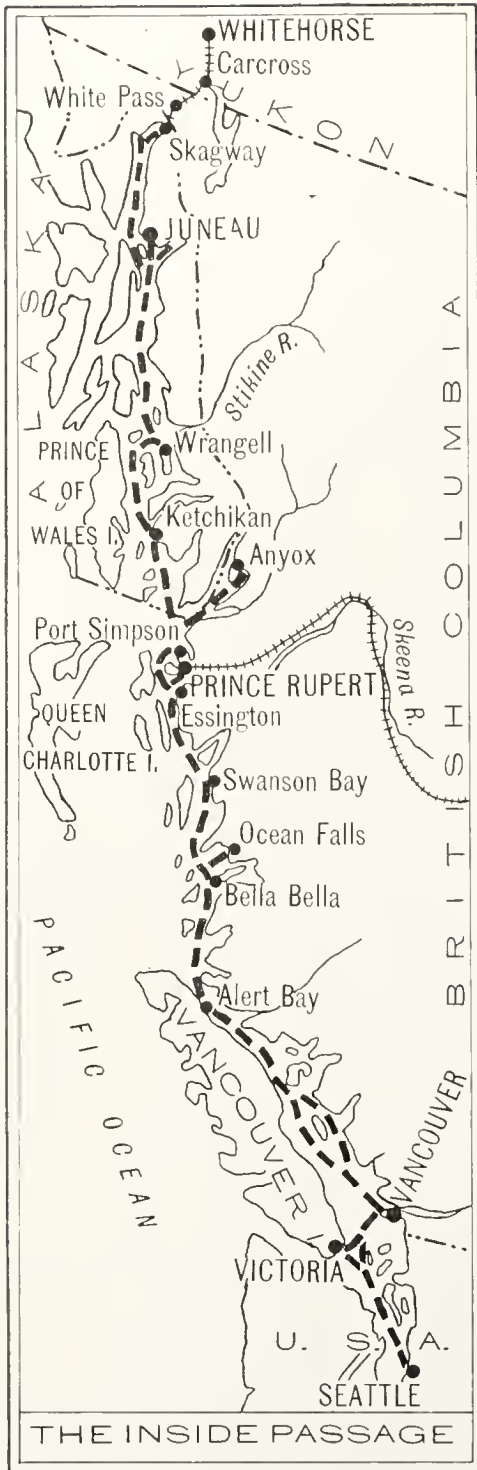 WHITEHORSE
Carcross
YUKON
White Pass
Skagway
ALASKA
JUNEAU
Stikine R.
Wrangell
PRINCE
OF
WALES I.
Ketchikan
Anyox
BRITISH COLUMBIA
Port Simpson
Skeena R.
PRINCE RUPERT
QUEEN
Essington
CHARLOTTE I.
Swanson Bay
Ocean Falls
Bella Bella
PACIFIC OCEAN
Alert Bay
VANCOUVER I.
VANCOUVER
VICTORIA
U. S. A.
SEATTLE
THE INSIDE PASSAGE